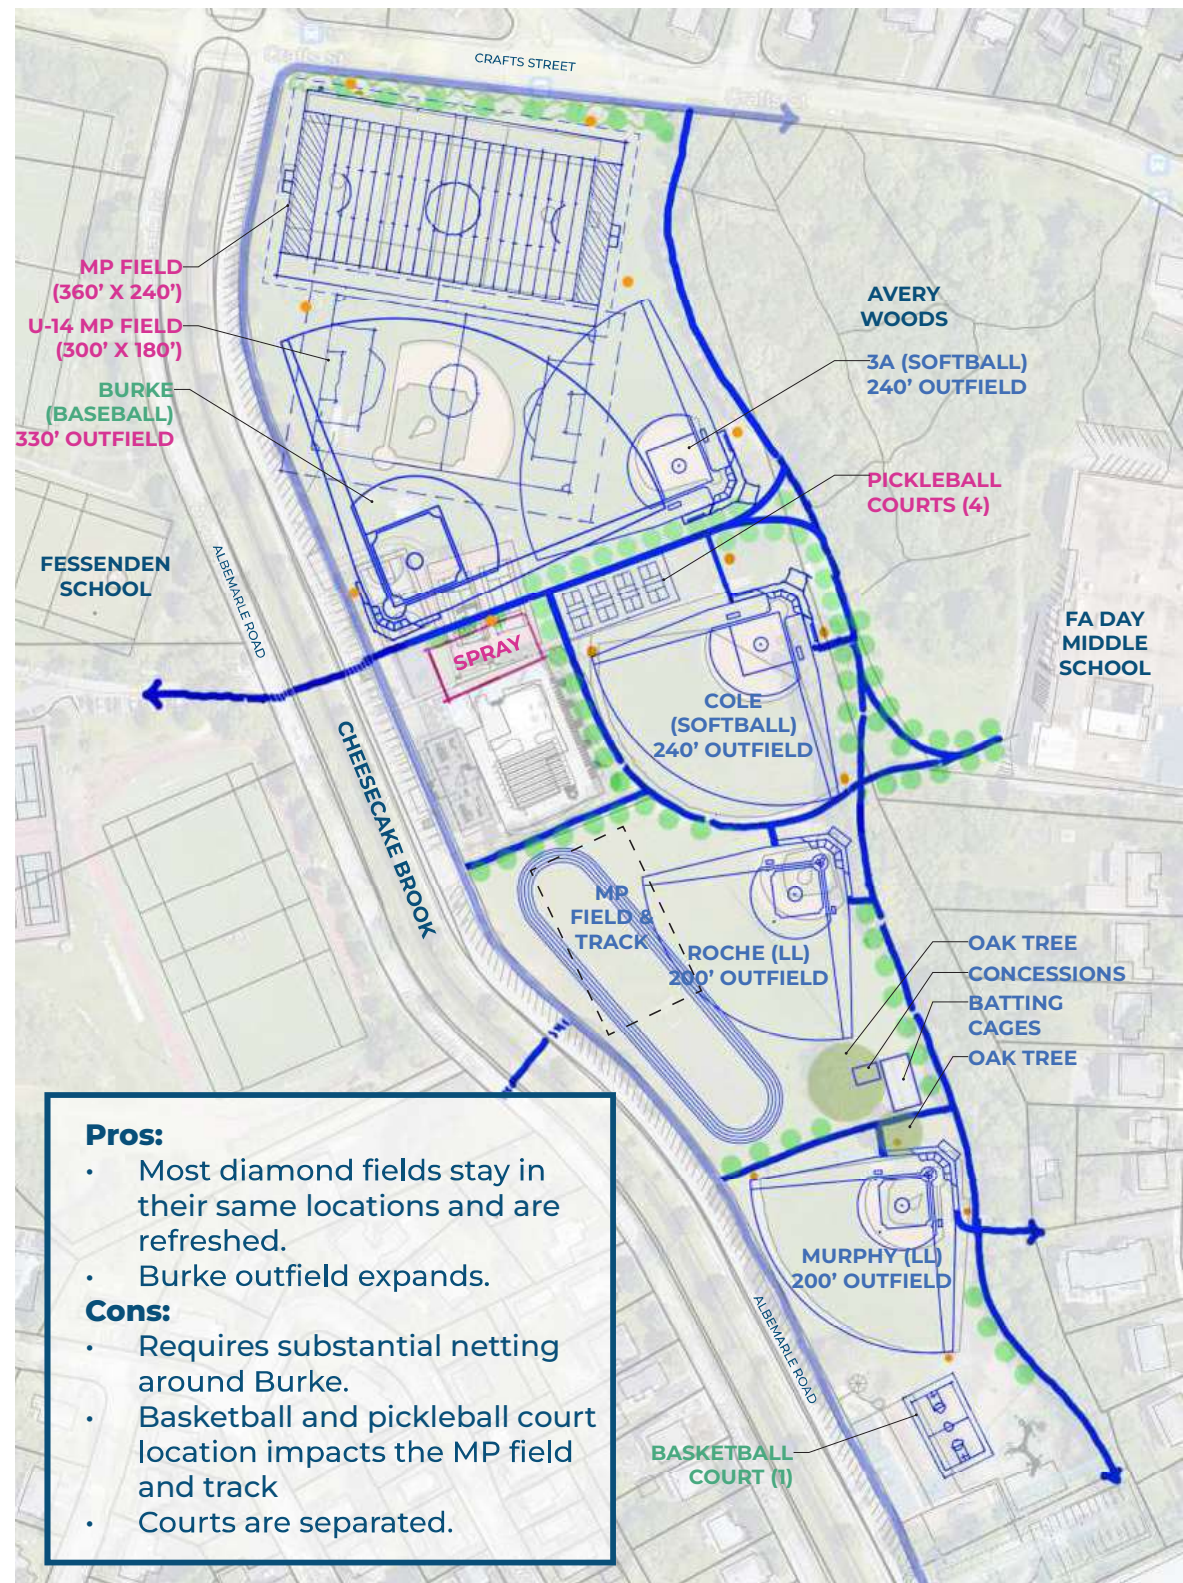 CRAFTS STREET
Crafts St
Crafts St
MP FIELD
(360’ X 240’)
U-14 MP FIELD
(300’ X 180’)
BURKE
(BASEBALL)
330’ OUTFIELD
AVERY
WOODS
3A (SOFTBALL)
240’ OUTFIELD
PICKLEBALL
COURTS (4)
FESSENDEN
SCHOOL
ALBEMARLE ROAD
FA DAY
MIDDLE
SCHOOL
SPRAY
COLE
(SOFTBALL)
240’ OUTFIELD
CHEESECAKE BROOK
MP
FIELD &
TRACK
ROCHE (LL)
200’ OUTFIELD
OAK TREE
CONCESSIONS
BATTING
CAGES
OAK TREE
MURPHY (LL)
200’ OUTFIELD
ALBEMARLE ROAD
BASKETBALL
COURT (1)
Pros:
• Most diamond fields stay in
their same locations and are
refreshed.
• Burke outfield expands.
Cons:
• Requires substantial netting
around Burke.
• Basketball and pickleball court
location impacts the MP field
and track
• Courts are separated.